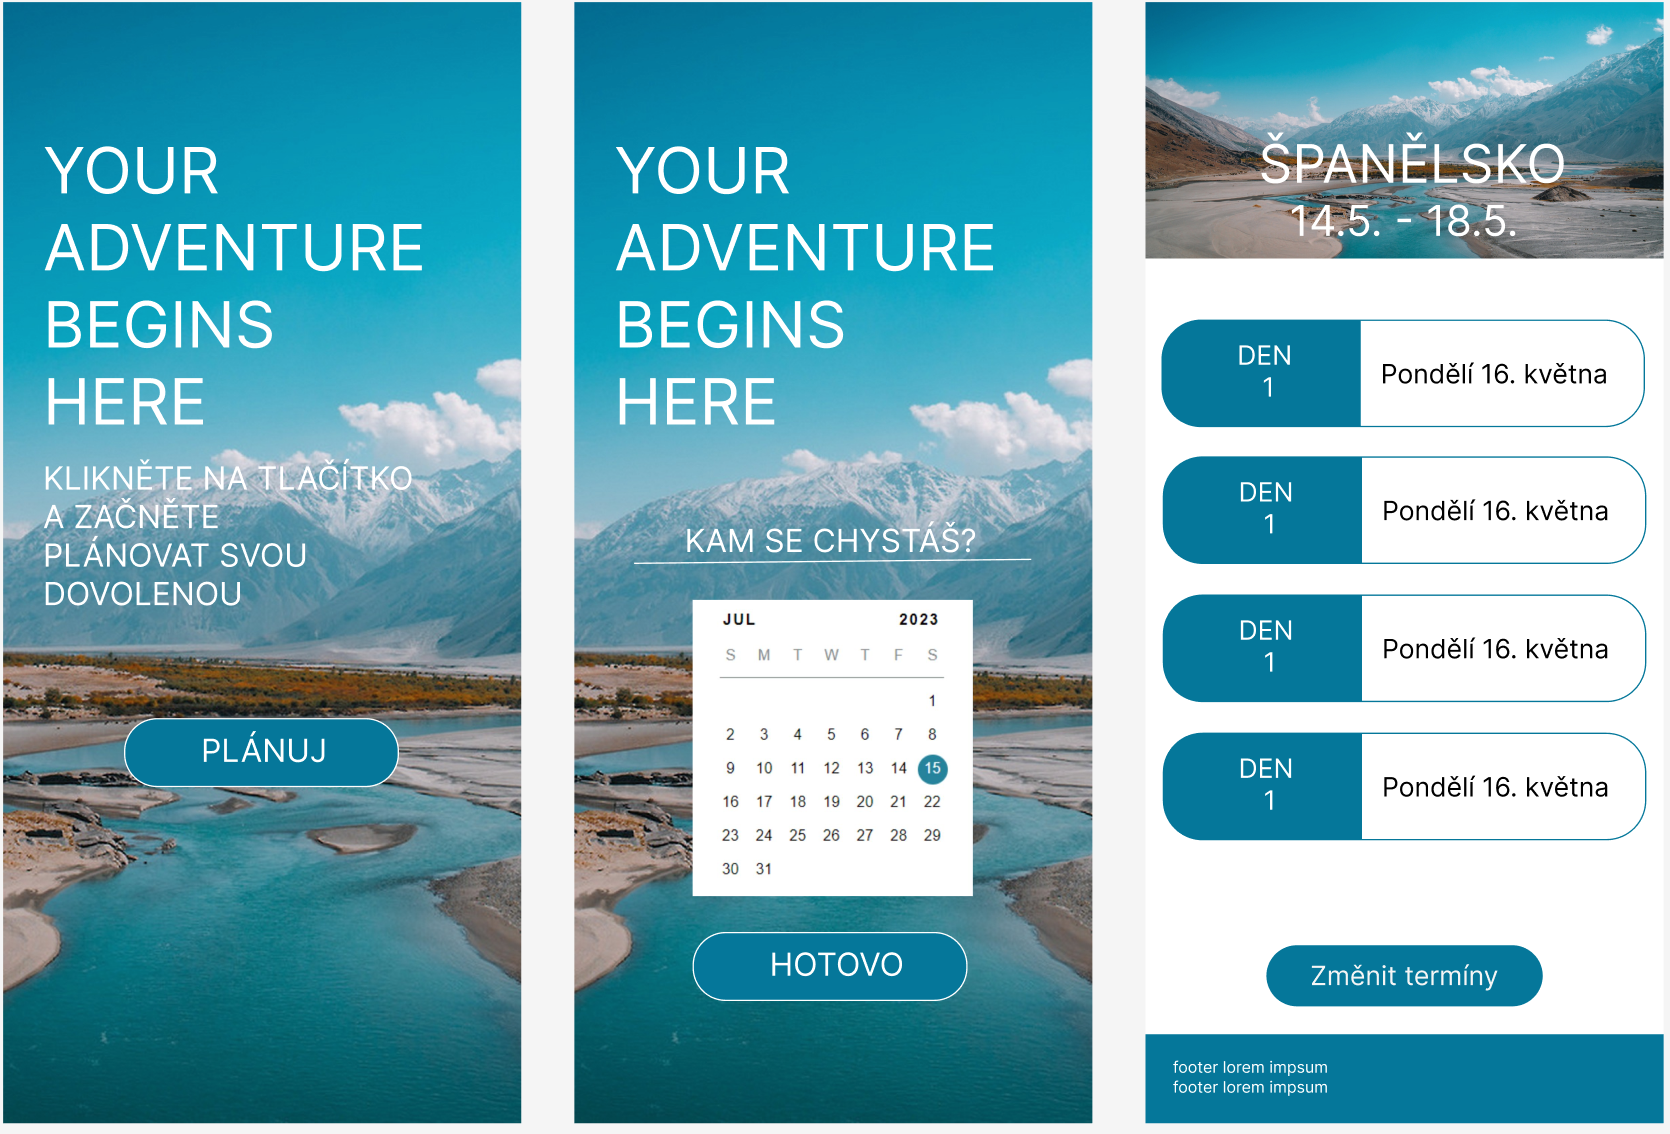 YOUR
ADVENTURE
BEGINS
HERE
KLIKNĚTE NA TLAČÍTKO
A ZAČNĚTE
PLÁNOVAT SVOU
DOVOLENOU
PLÁNUJ
YOUR
ADVENTURE
BEGINS
HERE
KAM SE CHYSTÁŠ?
JUL 2023
S M T W T F S
1
2 3 4 5 6 7 8
9 10 11 12 13 14 15
16 17 18 19 20 21 22
23 24 25 26 27 28 29
30 31
HOTOVO
ŠPANĚLSKO
14.5. - 18.5.
DEN
1
Pondělí 16. května
DEN
1
Pondělí 16. května
DEN
1
Pondělí 16. května
DEN
1
Pondělí 16. května
Změnit termíny
footer lorem impsum
footer lorem impsum